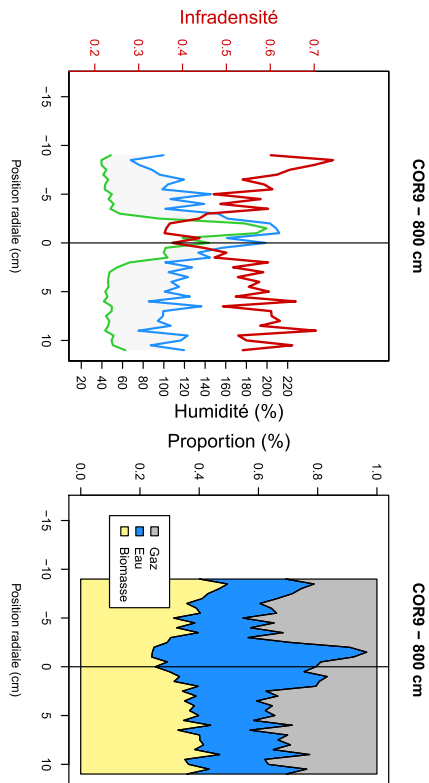 Infradensité
0.2 0.3 0.4 0.5 0.6 0.7
COR9 − 800 cm
Position radiale (cm)
−15 −10 −5 0 5 10
20 40 60 80 100 120 140 160 180 200 220
Humidité (%)
Proportion (%)
0.0 0.2 0.4 0.6 0.8 1.0
COR9 − 800 cm
Position radiale (cm)
−15 −10 −5 0 5 10
Gaz
Eau
Biomasse